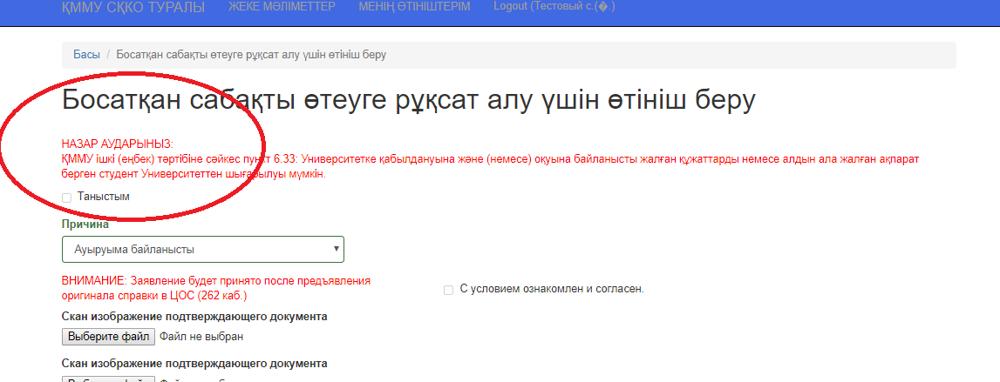 ҚММУ СҚКО ТУРАЛЫ ЖЕКЕ МӘЛІМЕТТЕР МЕНІҢ ӨТІНІШТЕРІМ Logout (Тестовый с.(�.)
Басы / Босатқан сабақты өтеуге рұқсат алу үшін өтініш беру
Босатқан сабақты өтеуге рұқсат алу үшін өтініш беру
НАЗАР АУДАРЫНЫЗ:
ҚММУ ішкі (еңбек) тәртібіне сәйкес пункт 6.33: Университетке қабылдануына және (немесе) оқуына байланысты жалған құжаттарды немесе алдын ала жалған ақпарат
берген студент Университеттен шығарылуы мүмкін.
Таныстым
Причина
Ауыруыма байланысты
ВНИМАНИЕ: Заявление будет принято после предъявления
оригинала справки в ЦОС (262 каб.)
С условием ознакомлен и согласен.
Скан изображение подтверждающего документа
Выберите файл Файл не выбран
Скан изображение подтверждающего документа